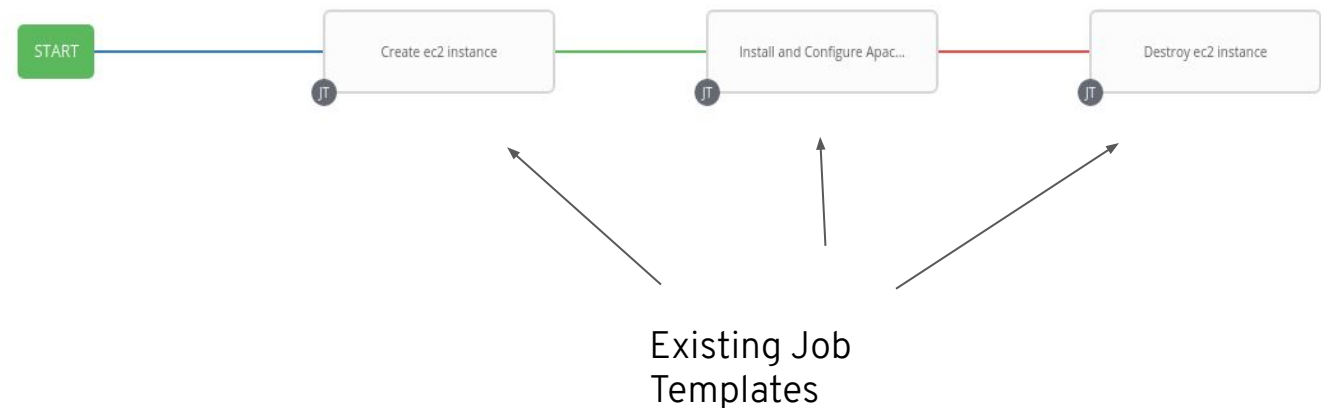 START
Create ec2 instance
Install and Configure Apac...
Destroy ec2 instance
JT
JT
JT
Existing Job
Templates